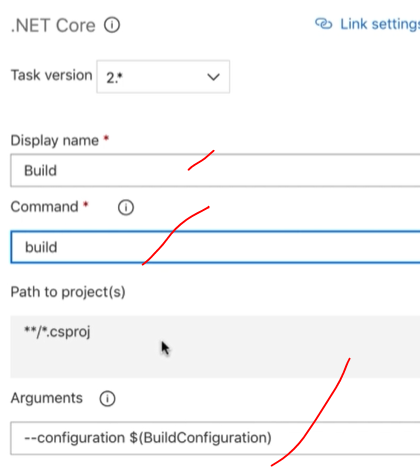 .NET Core
Link settings
Task version 2.*
Display name *
Build
Command *
build
Path to project(s)
**/*.csproj
Arguments
--configuration $(BuildConfiguration)